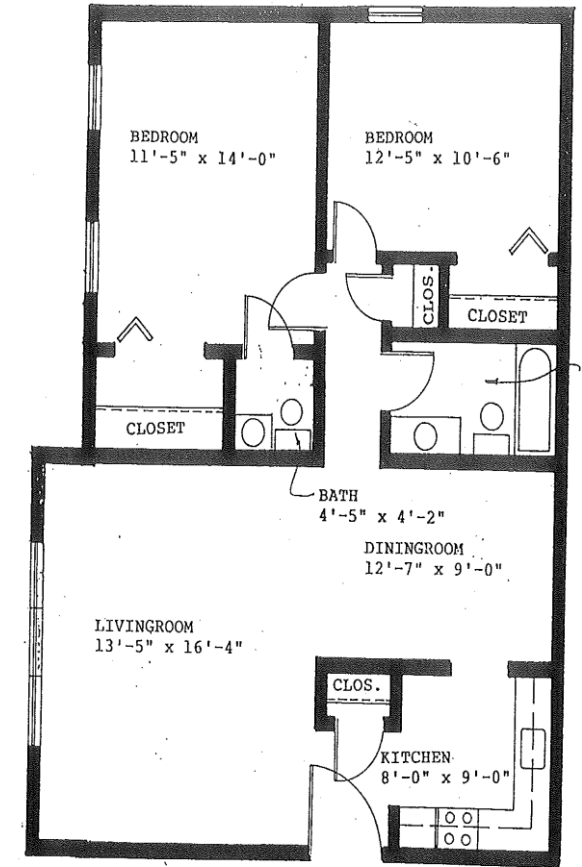 BEDROOM
11'-5" x 14'-0"
BEDROOM
12'-5" x 10'-6"
CLOS.
CLOSET
CLOSET
BATH
4'-5" x 4'-2"
DININGROOM
12'-7" x 9'-0"
LIVINGROOM
13'-5" x 16'-4"
CLOS.
KITCHEN
8'-0" x 9'-0"